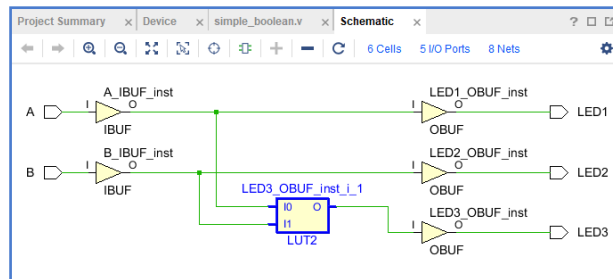 Project Summary × Device × simple_boolean.v × Schematic × ?
6 Cells 5 I/O Ports 8 Nets
A_IBUF_inst LED1_OBUF_inst
A I O I O LED1
IBUF OBUF
B_IBUF_inst LED2_OBUF_inst
B I O I O LED2
IBUF OBUF
LED3_OBUF_inst_i_1
I0 O LED3_OBUF_inst
I1 I O LED3
LUT2 OBUF